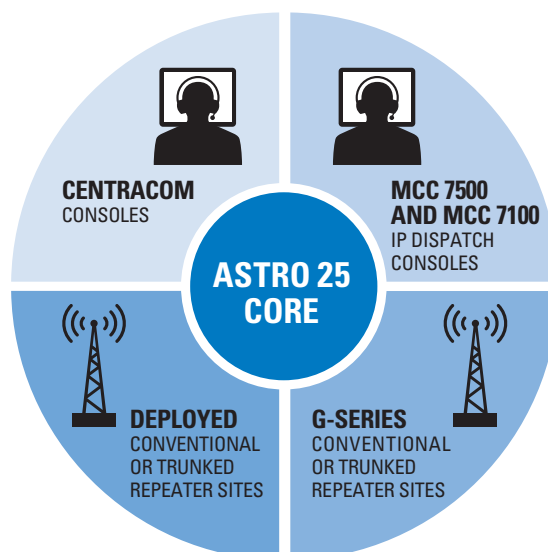 CENTRACOM
CONSOLES
MCC 7500
AND MCC 7100
IP DISPATCH
CONSOLES
ASTRO 25
CORE
DEPLOYED
CONVENTIONAL
OR TRUNKED
REPEATER SITES
G-SERIES
CONVENTIONAL
OR TRUNKED
REPEATER SITES